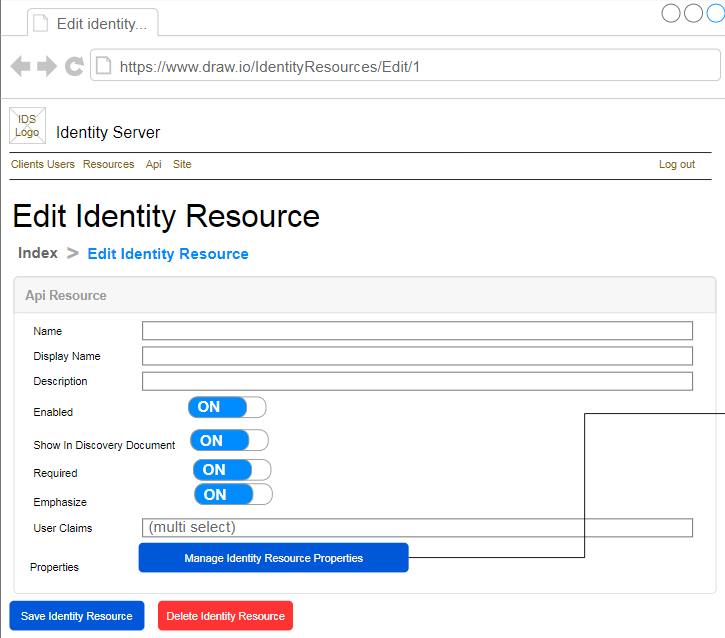 Edit identity...
https://www.draw.io/IdentityResources/Edit/1
IDS
Logo
Identity Server
Clients Users Resources Api Site Log out
Edit Identity Resource
Index > Edit Identity Resource
Api Resource
Name
Display Name
Description
Enabled ON
Show In Discovery Document ON
Required ON
Emphasize ON
User Claims (multi select)
Properties Manage Identity Resource Properties
Save Identity Resource Delete Identity Resource